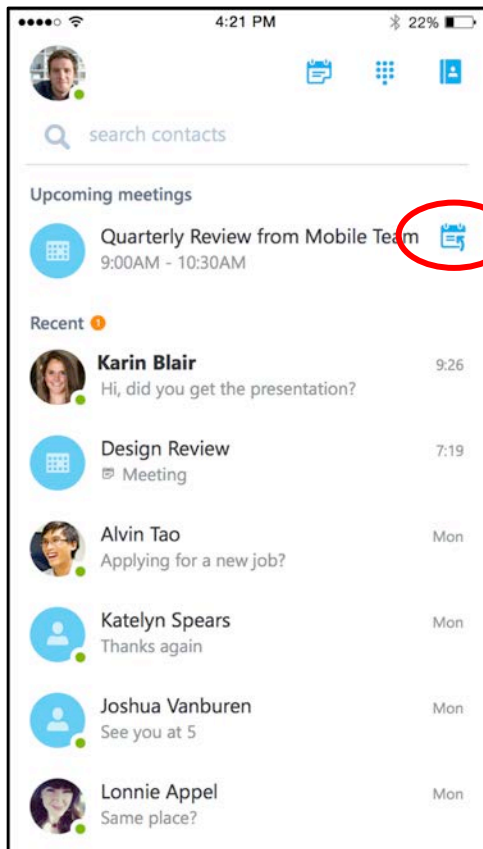 4:21 PM
22%
search contacts
Upcoming meetings
Quarterly Review from Mobile Team
9:00AM - 10:30AM
Recent 1
Karin Blair 9:26
Hi, did you get the presentation?
Design Review 7:19
Meeting
Alvin Tao Mon
Applying for a new job?
Katelyn Spears Mon
Thanks again
Joshua Vanburen Mon
See you at 5
Lonnie Appel Mon
Same place?